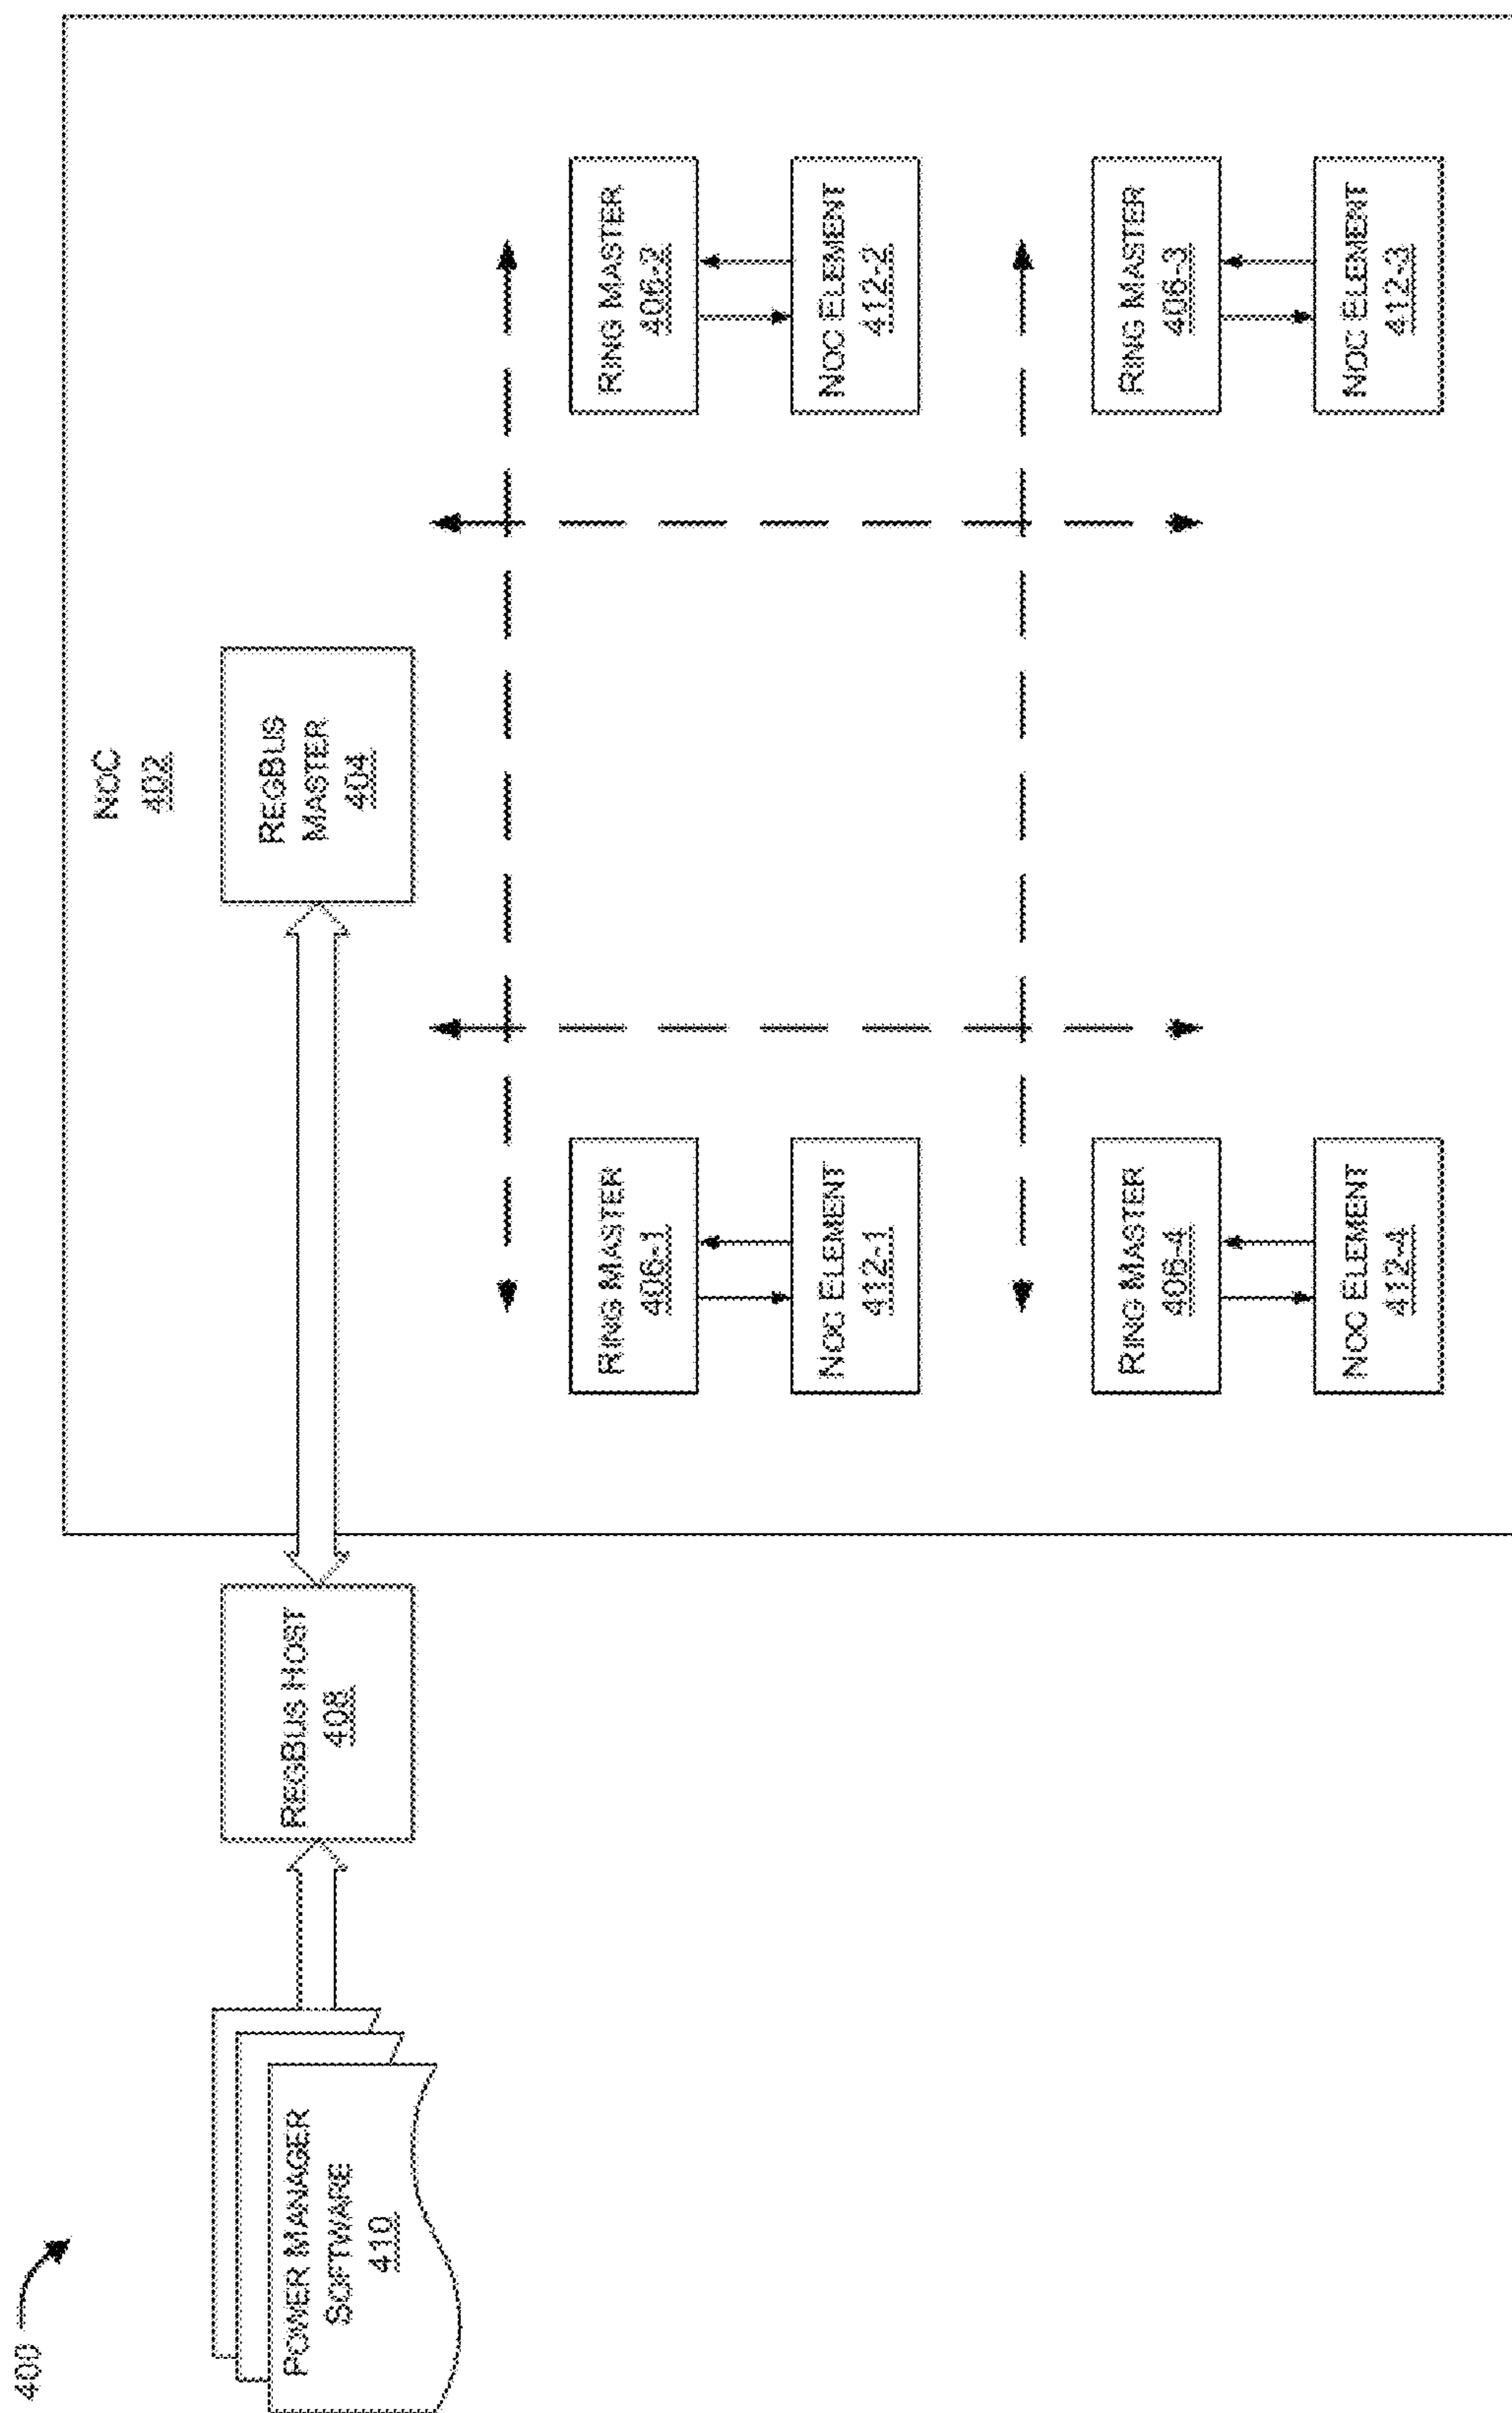 400
POWER MANAGER
SOFTWARE
410
REGBUS HOST
408
NOC
402
REGBUS
MASTER
404
RING MASTER
406-1
NOC ELEMENT
412-1
RING MASTER
406-2
NOC ELEMENT
412-2
RING MASTER
406-4
NOC ELEMENT
412-4
RING MASTER
406-3
NOC ELEMENT
412-3